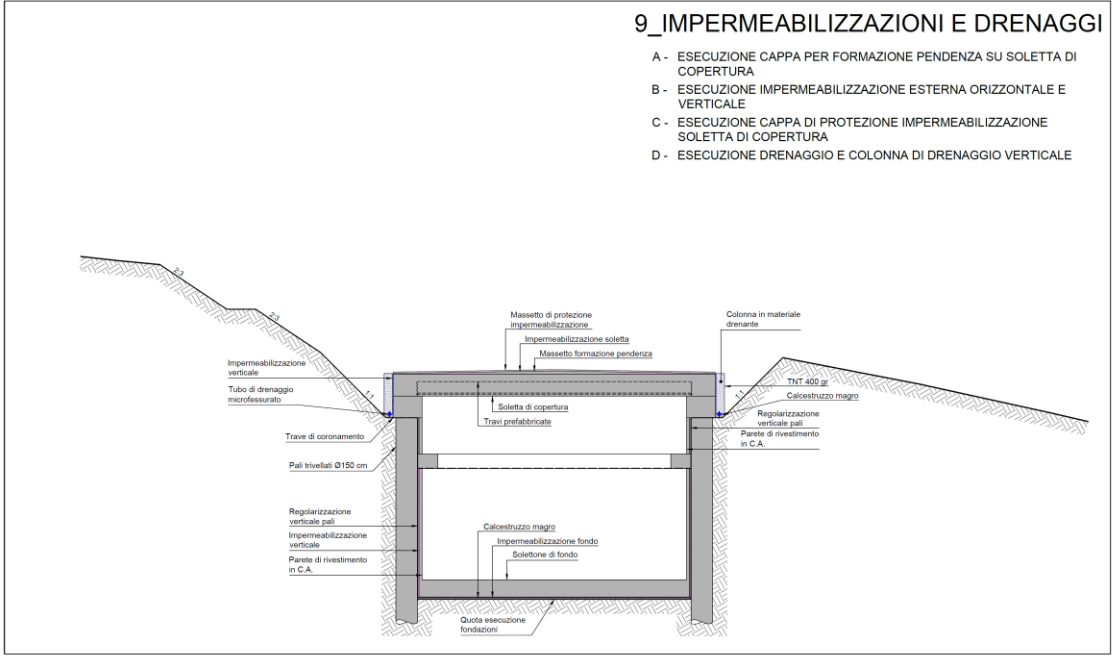 9_IMPERMEABILIZZAZIONI E DRENAGGI
A - ESECUZIONE CAPPA PER FORMAZIONE PENDENZA SU SOLETTA DI
COPERTURA
B - ESECUZIONE IMPERMEABILIZZAZIONE ESTERNA ORIZZONTALE E
VERTICALE
C - ESECUZIONE CAPPA DI PROTEZIONE IMPERMEABILIZZAZIONE
SOLETTA DI COPERTURA
D - ESECUZIONE DRENAGGIO E COLONNA DI DRENAGGIO VERTICALE
2:3
2:3
1:1
Massetto di protezione
impermeabilizzazione
Impermeabilizzazione soletta
Massetto formazione pendenza
Colonna in materiale
drenante
Impermeabilizzazione
verticale
Tubo di drenaggio
microfessurato
TNT 400 gr
1:1
Calcestruzzo magro
Soletta di copertura
Travi prefabbricate
Regolarizzazione
verticale pali
Parete di rivestimento
in C.A.
Trave di coronamento
Pali trivellati Ø150 cm
Regolarizzazione
verticale pali
Impermeabilizzazione
verticale
Parete di rivestimento
in C.A.
Calcestruzzo magro
Impermeabilizzazione fondo
Solettone di fondo
Quota esecuzione
fondazioni